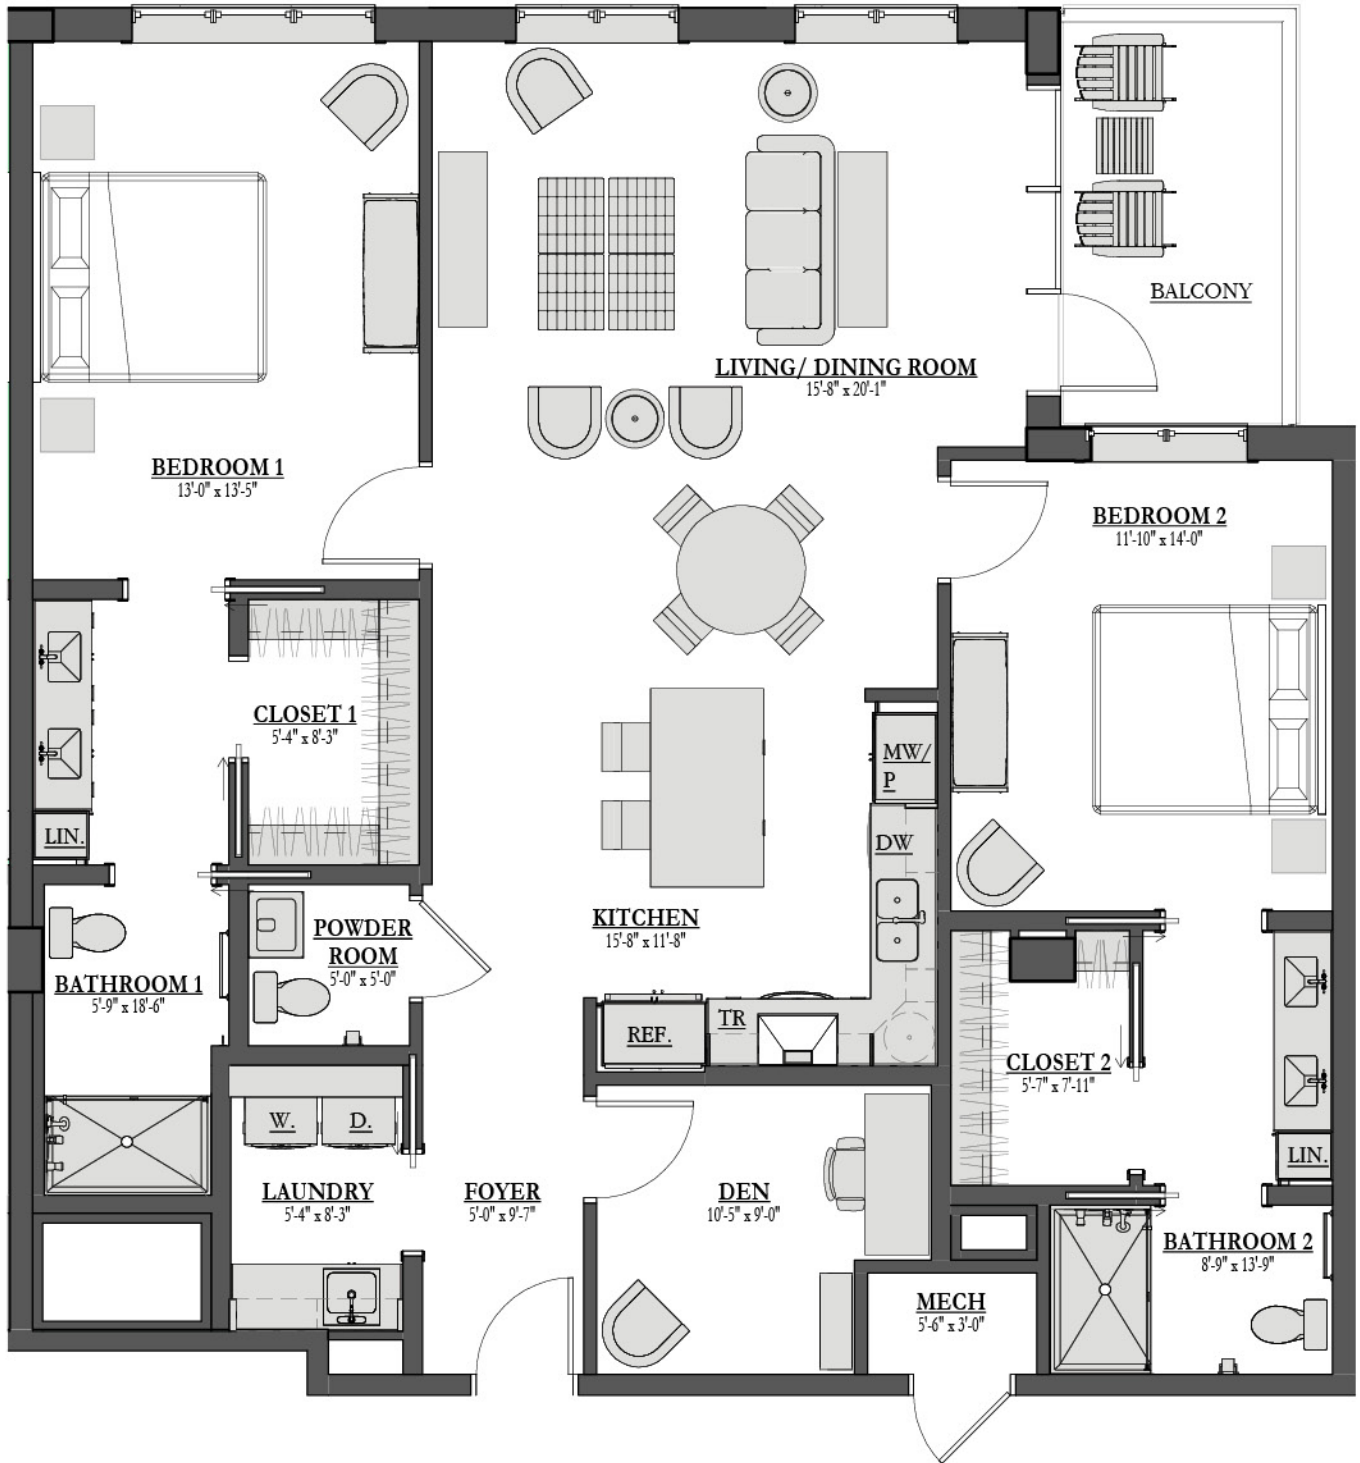 BALCONY
LIVING/ DINING ROOM
15'-8" x 20'-1"
BEDROOM 1
13'-0" x 13'-5"
BEDROOM 2
11'-10" x 14'-0"
CLOSET 1
5'-4" x 8'-3"
MW/
P
LIN.
DW
KITCHEN
15'-8" x 11'-8"
POWDER
ROOM
5'-0" x 5'-0"
BATHROOM 1
5'-9" x 18'-6"
REF.
TR
CLOSET 2
5'-7" x 7'-11"
W.
D.
LIN.
LAUNDRY
5'-4" x 8'-3"
FOYER
5'-0" x 9'-7"
DEN
10'-5" x 9'-0"
BATHROOM 2
8'-9" x 13'-9"
MECH
5'-6" x 3'-0"